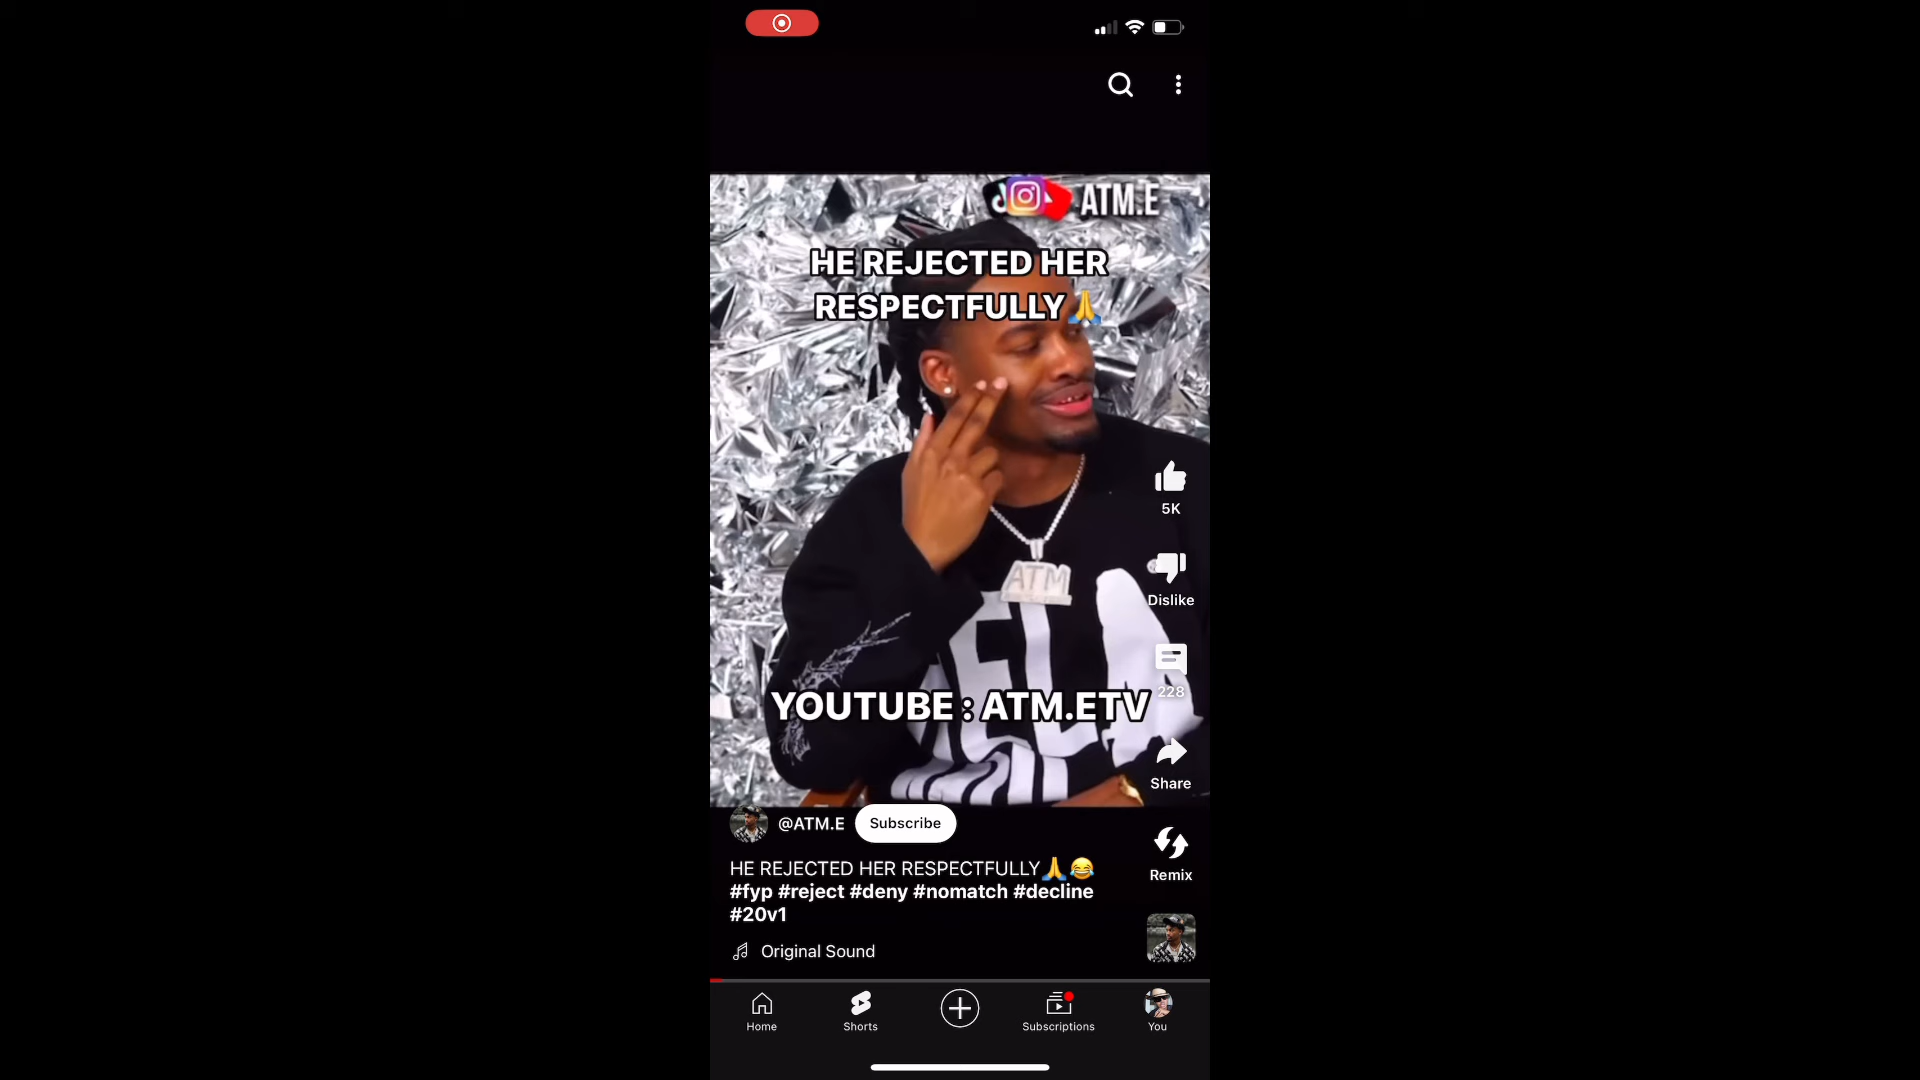 ATM.E
HE REJECTED HER
RESPECTFULLY🙏
ATM
5K
Dislike
228
YOUTUBE : ATM.ETV
Share
@ATM.E
Subscribe
HE REJECTED HER RESPECTFULLY🙏😂
#fyp #reject #deny #nomatch #decline
#20v1
Remix
Original Sound
Home
Shorts
Subscriptions
You